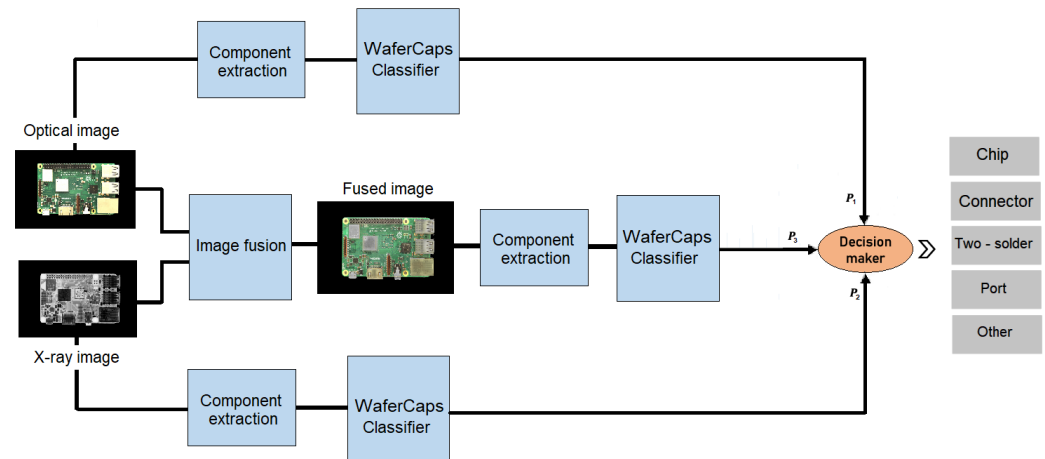 Component
extraction
WaferCaps
Classifier
Optical image
Image fusion
Fused image
Component
extraction
WaferCaps
Classifier
X-ray image
Component
extraction
WaferCaps
Classifier
P1
P3
P2
Decision
maker
Chip
Connector
Two - solder
Port
Other